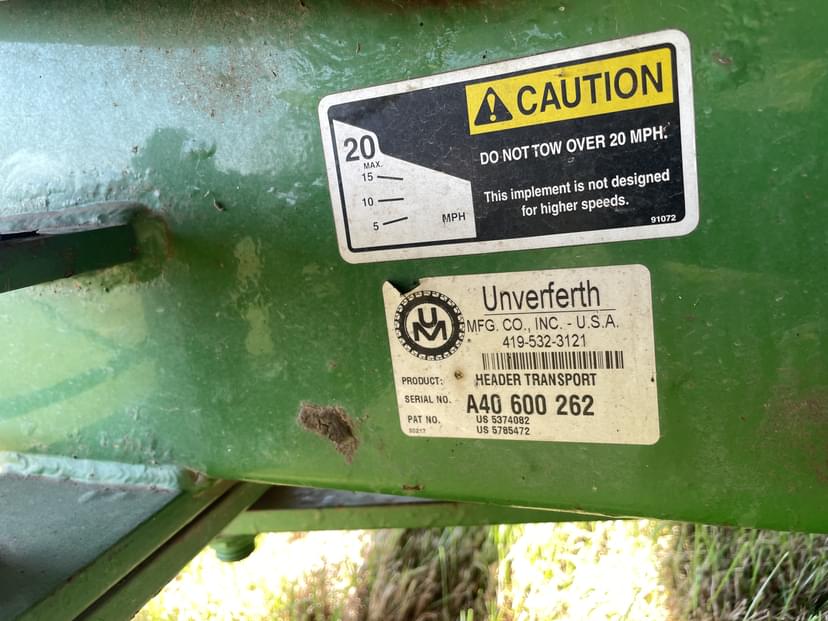 CAUTION
DO NOT TOW OVER 20 MPH.
This implement is not designed
for higher speeds.
91072
20
MAX.
15
10
5
MPH
UM
Unverferth
MFG. CO., INC. - U.S.A.
419-532-3121
PRODUCT: HEADER TRANSPORT
SERIAL NO. A40 600 262
PAT NO. US 5374082
US 5785472